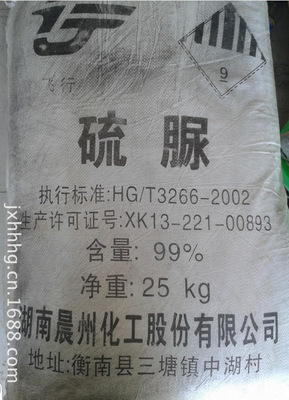 飞行
9
硫脲
执行标准:HG/T3266-2002
生产许可证号:XK13-221-00893
含量: 99%
净重: 25 kg
湖南晨州化工股份有限公司
地址:衡南县三塘镇中湖村
jxlhhhg.cn.1688.com